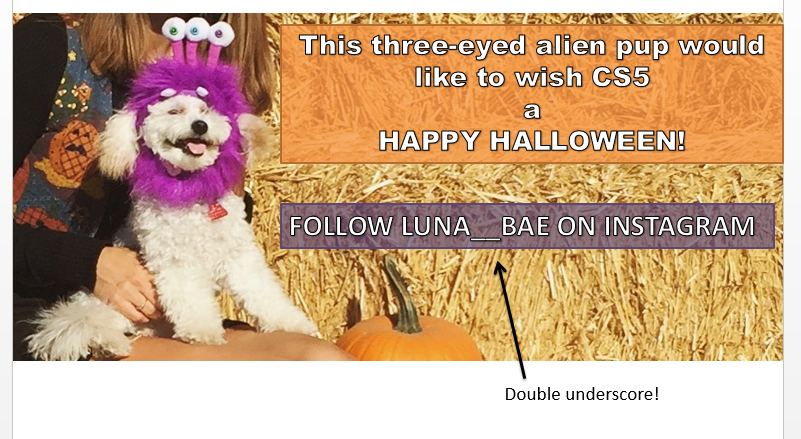 This three-eyed alien pup would
like to wish CS5
a
HAPPY HALLOWEEN!
FOLLOW LUNA__BAE ON INSTAGRAM
Double underscore!